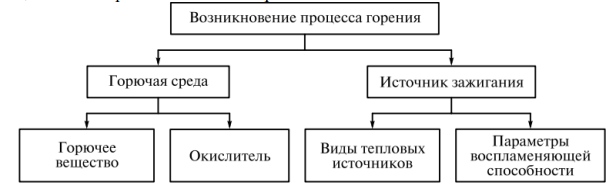 Возникновение процесса горения
Горючая среда
Источник зажигания
Горючее
вещество
Окислитель
Виды тепловых
источников
Параметры
воспламеняющей
способности